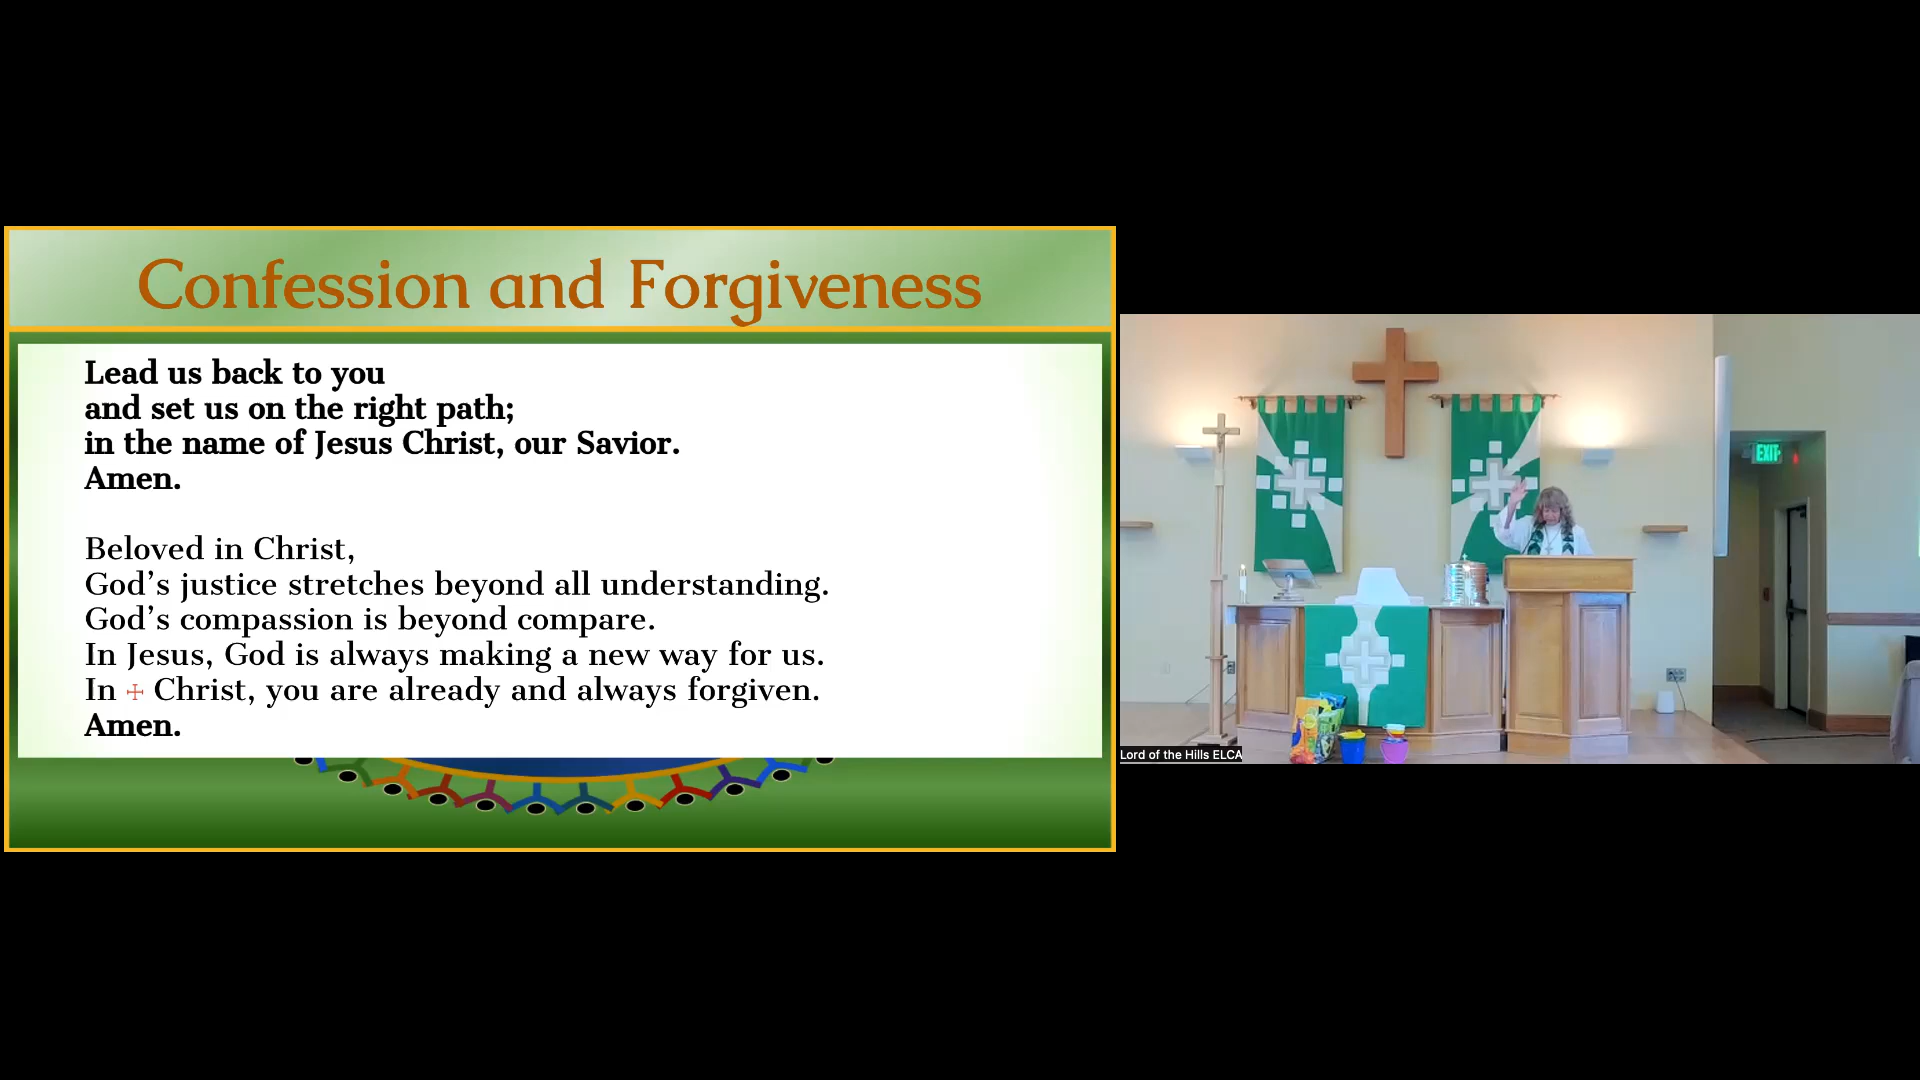 Confession and Forgiveness
Lead us back to you
and set us on the right path;
in the name of Jesus Christ, our Savior.
Amen.
Beloved in Christ,
God’s justice stretches beyond all understanding.
God’s compassion is beyond compare.
In Jesus, God is always making a new way for us.
In ☩ Christ, you are already and always forgiven.
Amen.
EXIT
Lord of the Hills ELCA